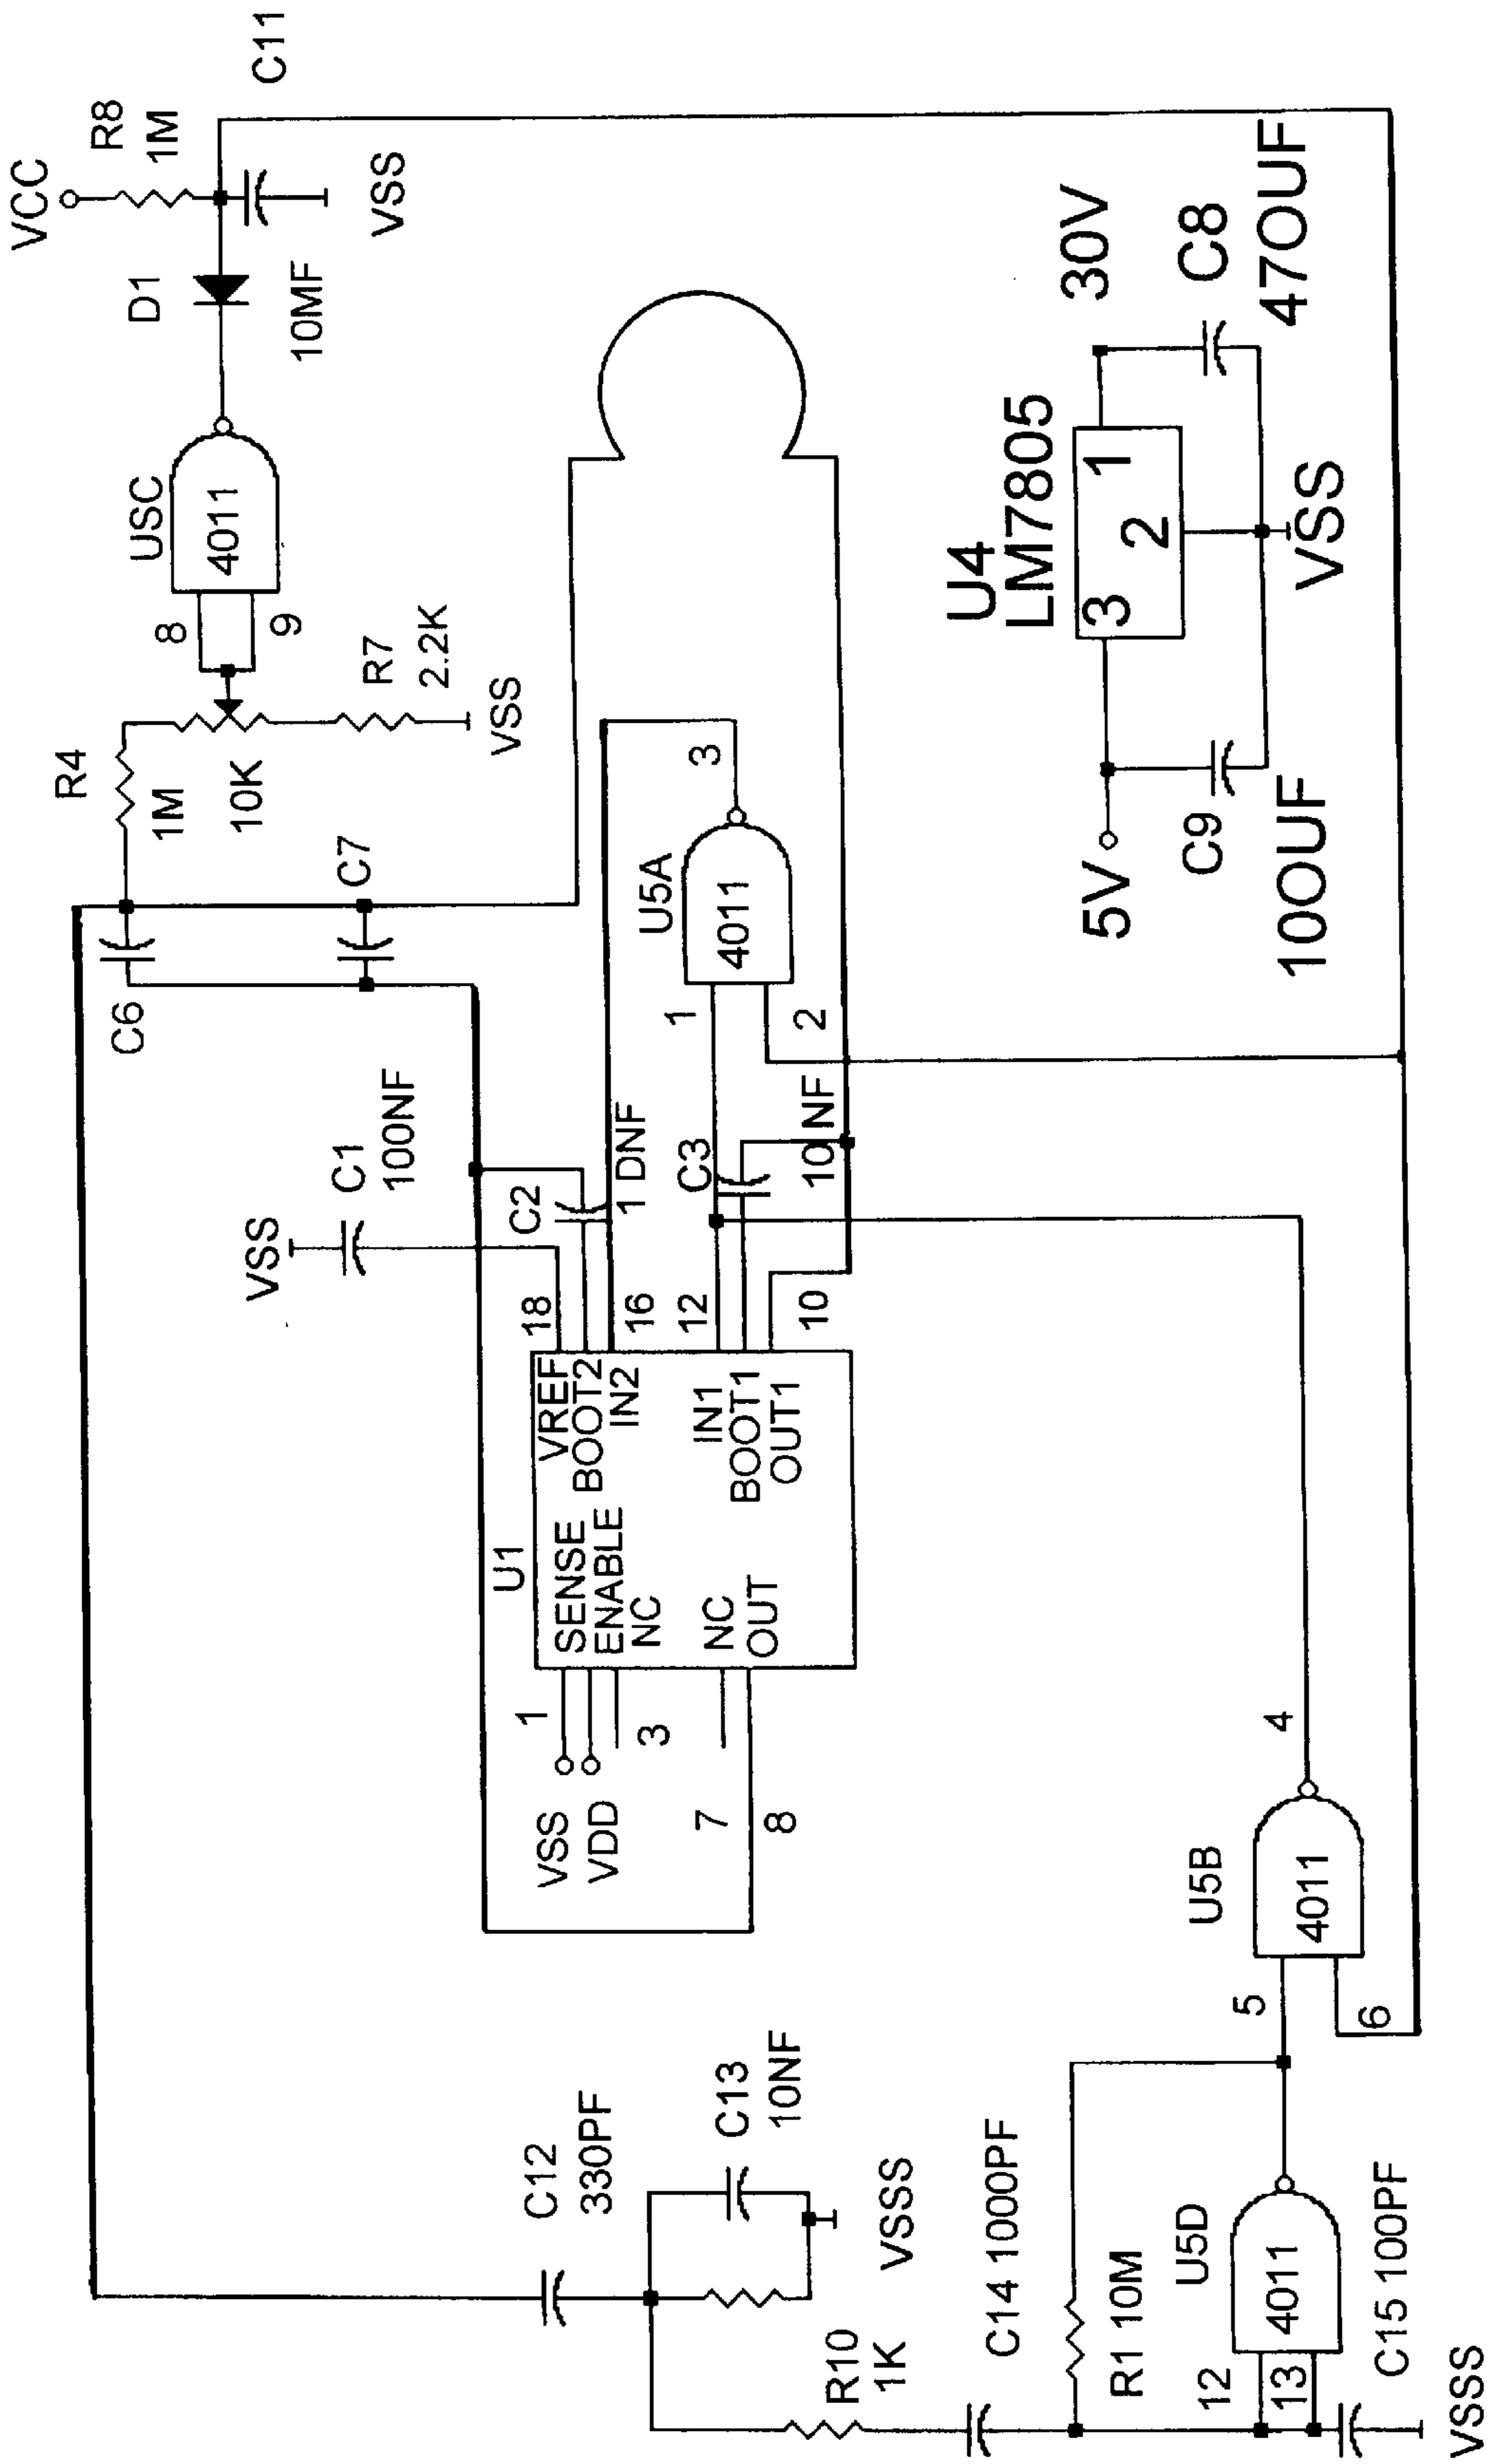 VCC
R8
1M
C11
VSS
D1
10MF
USC
4011
8
9
R7
2.2K
VSS
R4
1M
10K
C7
C6
C1
100NF
VSS
C2
1 DNF
3
U5A
4011
1
2
C3
10 NF
30V
C8
47OUF
U4
LM7805
1
2
3
VSS
5V
C9
10OUF
U1
18
16
12
10
VREF
BOOT2
IN2
IN1
BOOT1
OUT1
SENSE
ENABLE
NC
NC
OUT
1
3
7
8
VSS
VDD
4
U5B
4011
5
6
C12
330PF
C13
10NF
VSSS
R10
1K
C14 1000PF
R1 10M
U5D
4011
12
13
C15 100PF
VSSS